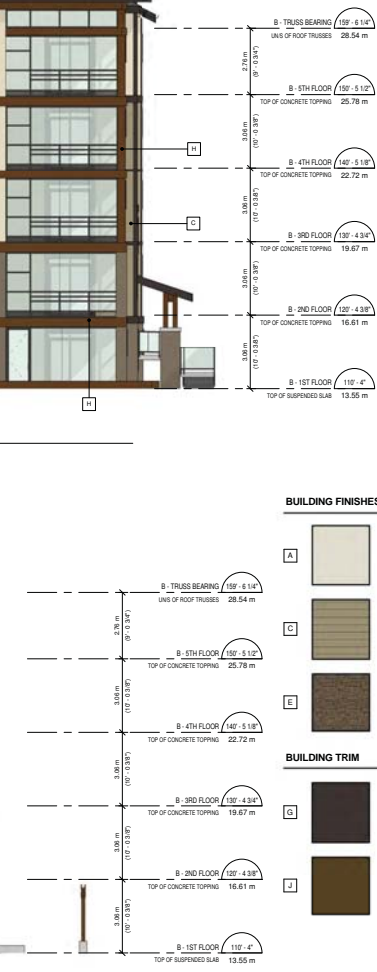 B - TRUSS BEARING 159' - 6 1/4"
U/S OF ROOF TRUSSES 28.54 m
2.76 m
(9' - 0 3/4")
B - 5TH FLOOR 150' - 5 1/2"
TOP OF CONCRETE TOPPING 25.78 m
3.06 m
(10' - 0 3/8")
H
B - 4TH FLOOR 140' - 5 1/8"
TOP OF CONCRETE TOPPING 22.72 m
3.06 m
(10' - 0 3/8")
C
B - 3RD FLOOR 130' - 4 3/4"
TOP OF CONCRETE TOPPING 19.67 m
3.06 m
(10' - 0 3/8")
B - 2ND FLOOR 120' - 4 3/8"
TOP OF CONCRETE TOPPING 16.61 m
3.06 m
(10' - 0 3/8")
B - 1ST FLOOR 110' - 4"
TOP OF SUSPENDED SLAB 13.55 m
H
BUILDING FINISHES
A
C
E
BUILDING TRIM
G
J
B - TRUSS BEARING 159' - 6 1/4"
U/S OF ROOF TRUSSES 28.54 m
2.76 m
(9' - 0 3/4")
B - 5TH FLOOR 150' - 5 1/2"
TOP OF CONCRETE TOPPING 25.78 m
3.06 m
(10' - 0 3/8")
B - 4TH FLOOR 140' - 5 1/8"
TOP OF CONCRETE TOPPING 22.72 m
3.06 m
(10' - 0 3/8")
B - 3RD FLOOR 130' - 4 3/4"
TOP OF CONCRETE TOPPING 19.67 m
3.06 m
(10' - 0 3/8")
B - 2ND FLOOR 120' - 4 3/8"
TOP OF CONCRETE TOPPING 16.61 m
3.06 m
(10' - 0 3/8")
B - 1ST FLOOR 110' - 4"
TOP OF SUSPENDED SLAB 13.55 m